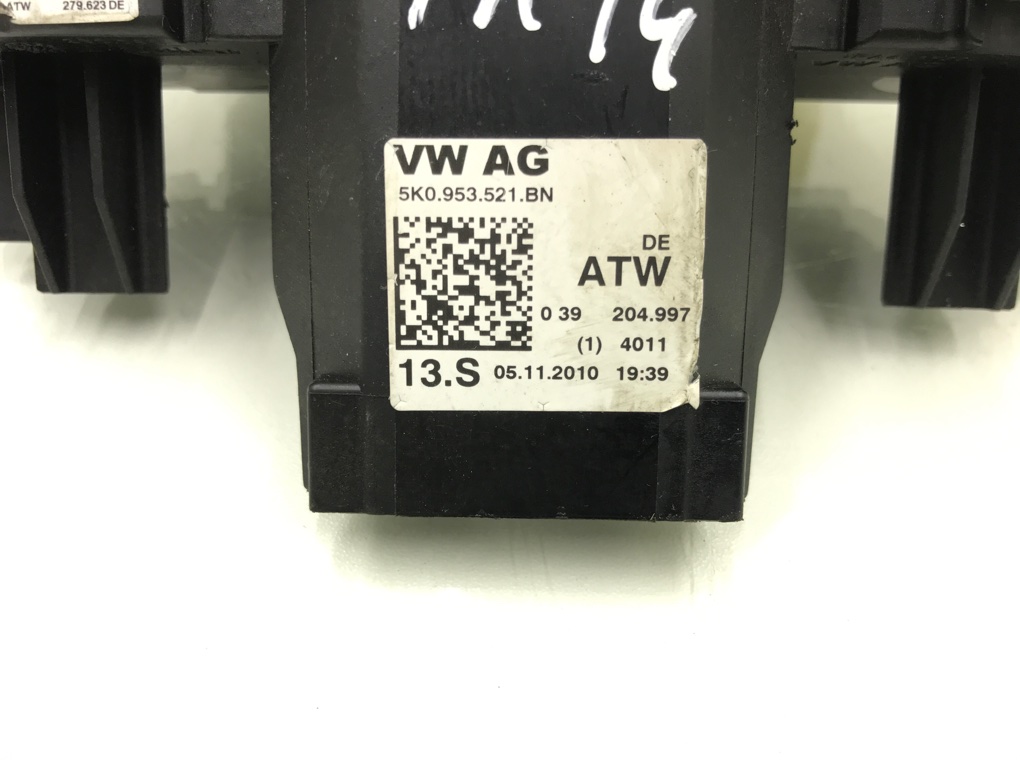 ATW 279.623 DE
14
VW AG
5K0.953.521.BN
DE
ATW
0 39 204.997
(1) 4011
13.S 05.11.2010 19:39